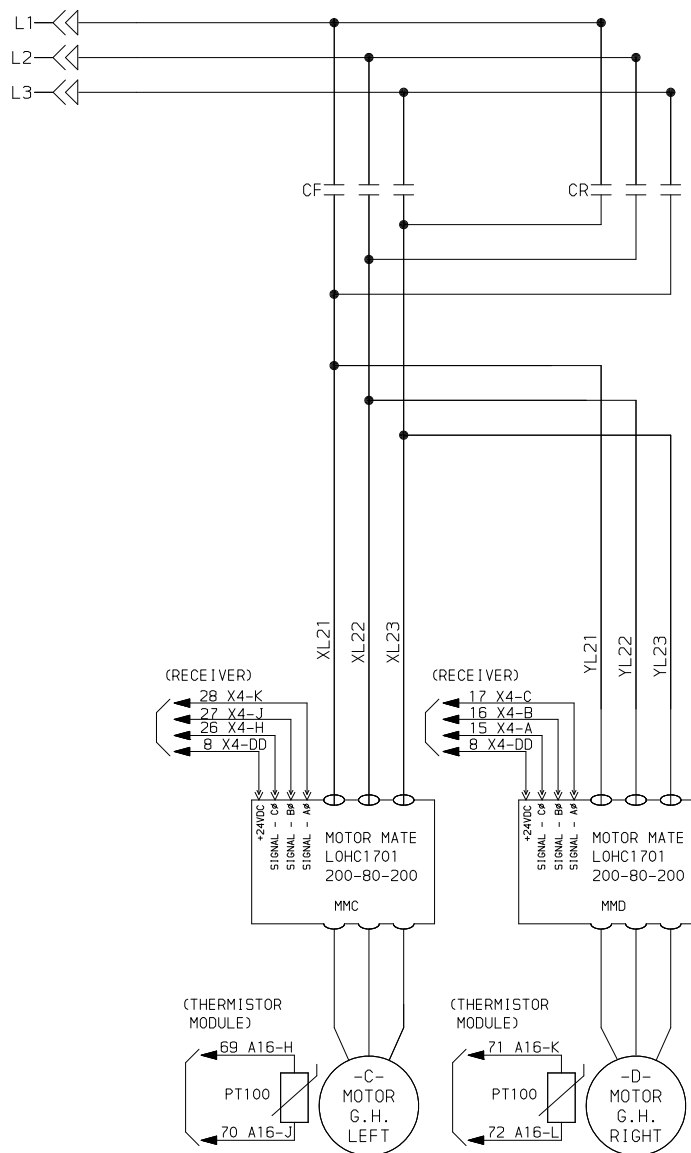 L1
L2
L3
CF
CR
XL21
XL22
XL23
YL21
YL22
YL23
(RECEIVER)
28 X4-K
27 X4-J
26 X4-H
8 X4-DD
(RECEIVER)
17 X4-C
16 X4-B
15 X4-A
8 X4-DD
+24VDC
SIGNAL - CØ
SIGNAL - BØ
SIGNAL - AØ
MOTOR MATE
LOHC1701
200-80-200
MMC
+24VDC
SIGNAL - CØ
SIGNAL - BØ
SIGNAL - AØ
MOTOR MATE
LOHC1701
200-80-200
MMD
(THERMISTOR
MODULE)
69 A16-H
PT100
70 A16-J
-C-
MOTOR
G.H.
LEFT
(THERMISTOR
MODULE)
71 A16-K
PT100
72 A16-L
-D-
MOTOR
G.H.
RIGHT